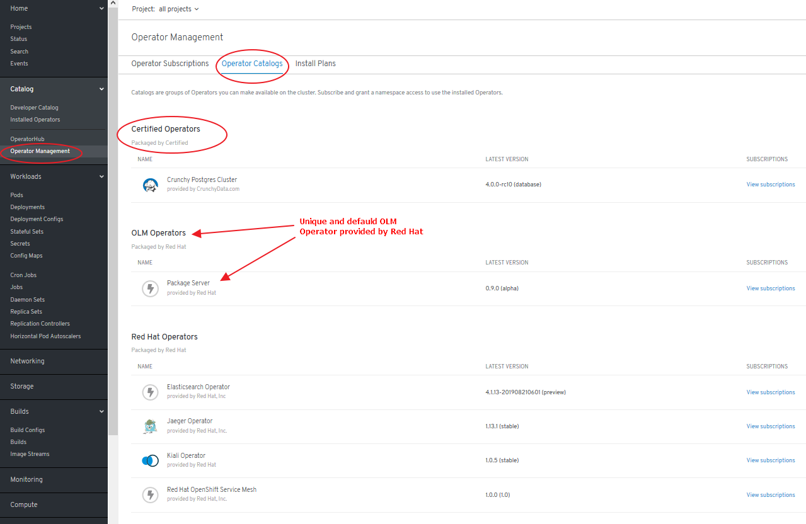 Home
Projects
Status
Search
Events
Catalog
Developer Catalog
Installed Operators
OperatorHub
Operator Management
Workloads
Pods
Deployments
Deployment Configs
Stateful Sets
Secrets
Config Maps
Cron Jobs
Jobs
Daemon Sets
Replica Sets
Replication Controllers
Horizontal Pod Autoscalers
Networking
Storage
Builds
Build Configs
Builds
Image Streams
Monitoring
Compute
Project: all projects
Operator Management
Operator Subscriptions Operator Catalogs Install Plans
Catalogs are groups of Operators you can make available on the cluster. Subscribe and grant a namespace access to use the installed Operators.
Certified Operators
Packaged by Certified
NAME LATEST VERSION SUBSCRIPTIONS
Crunchy Postgres Cluster
provided by CrunchyData.com
4.0.0-rc10 (database) View subscriptions
Unique and defauld OLM
Operator provided by Red Hat
OLM Operators
Packaged by Red Hat
NAME LATEST VERSION SUBSCRIPTIONS
Package Server
provided by Red Hat
0.9.0 (alpha) View subscriptions
Red Hat Operators
Packaged by Red Hat
NAME LATEST VERSION SUBSCRIPTIONS
Elasticsearch Operator
provided by Red Hat, Inc
4.1.13-201908210601 (preview) View subscriptions
Jaeger Operator
provided by Red Hat, Inc.
1.13.1 (stable) View subscriptions
Kiali Operator
provided by Red Hat
1.0.5 (stable) View subscriptions
Red Hat OpenShift Service Mesh
provided by Red Hat, Inc.
1.0.0 (1.0) View subscriptions